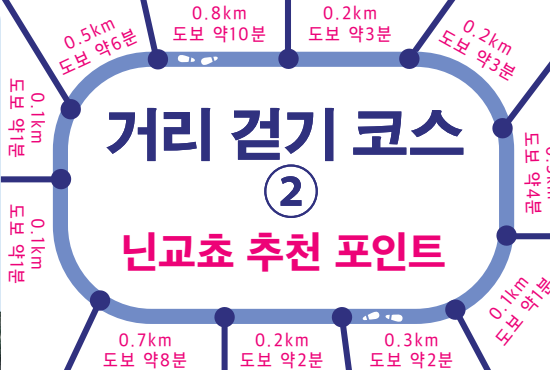 0.5km
도보 약6분
0.8km
도보 약10분
0.2km
도보 약3분
0.2km
도보 약3분
0.1km
도보 약1분
도보 약4분
거리 걷기 코스
②
닌교쵸 추천 포인트
0.1km
도보 약1분
0.1km
도보 약1분
0.7km
도보 약8분
0.2km
도보 약2분
0.3km
도보 약2분